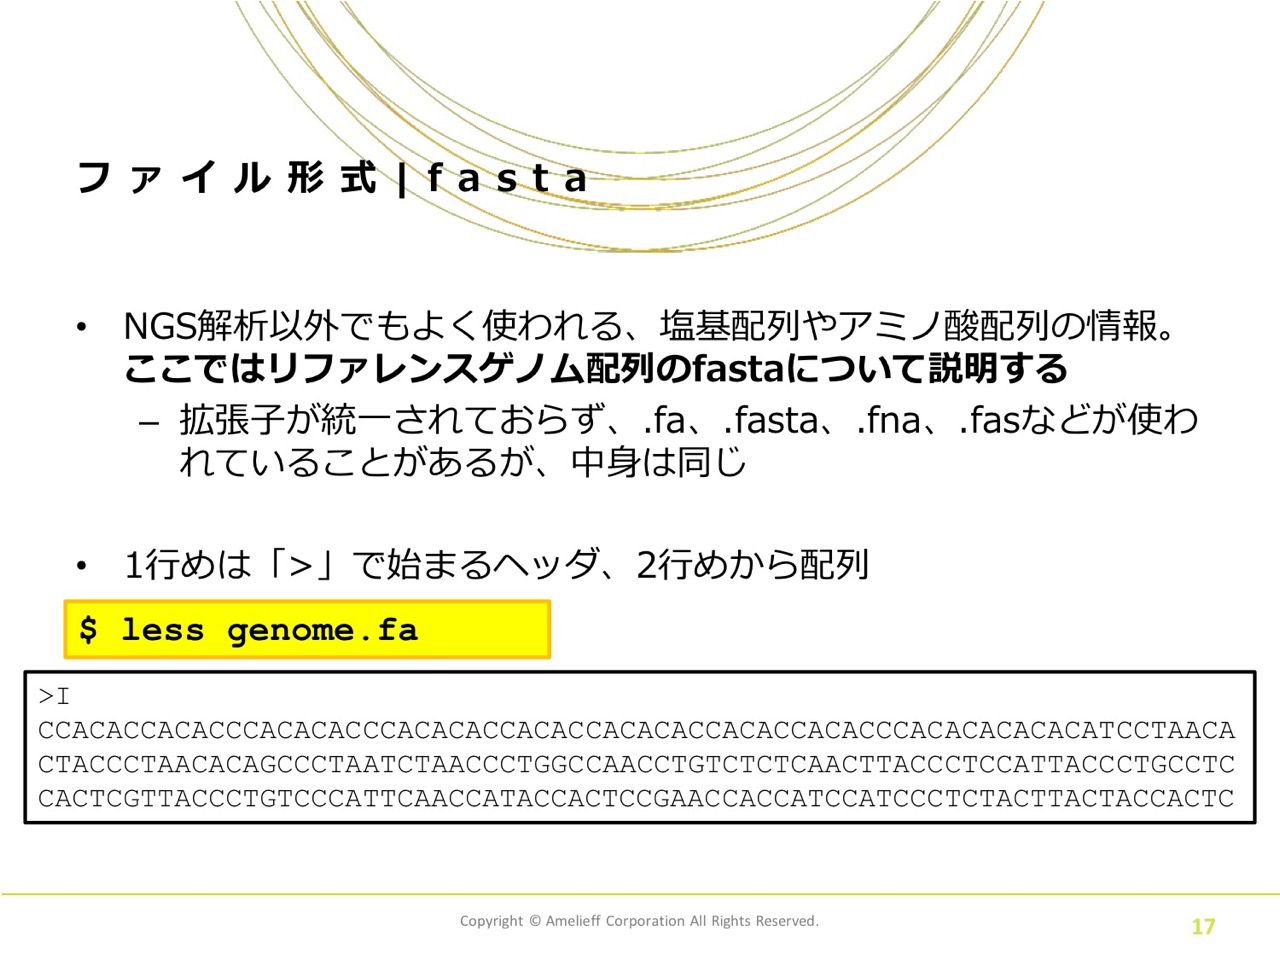 ファイル形式|fasta
• NGS解析以外でもよく使われる、塩基配列やアミノ酸配列の情報。
ここではリファレンスゲノム配列のfastaについて説明する
– 拡張子が統一されておらず、.fa、.fasta、.fna、.fasなどが使わ
れていることがあるが、中身は同じ
• 1行めは「>」で始まるヘッダ、2行めから配列
$ less genome.fa
>I
CCACACCACACCCACACACCCACACACCACACCACACACCACACCACACCCACACACACACATCCTAACA
CTACCCTAACACAGCCCTAATCTAACCCTGGCCAACCTGTCTCTCAACTTACCCTCCATTACCCTGCCTC
CACTCGTTACCCTGTCCCATTCAACCATACCACTCCGAACCACCATCCATCCCTCTACTTACTACCACTC
Copyright © Amelieff Corporation All Rights Reserved.
17